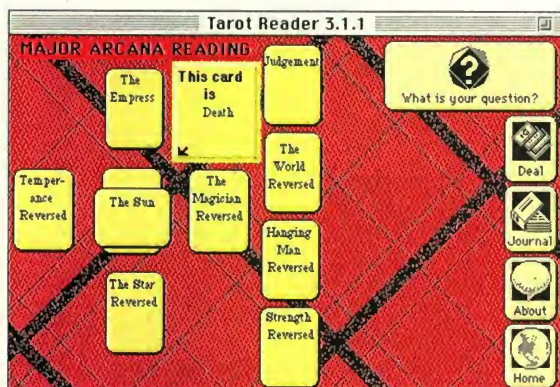 Tarot Reader 3.1.1
MAJOR ARCANA READING
The
Empress
This card
is
Death
Judgement
?
What is your question?
Temper-
ance
Reversed
The Sun
The
Magician
Reversed
The
World
Reversed
Hanging
Man
Reversed
The Star
Reversed
Strength
Reversed
Deal
Journal
About
Home